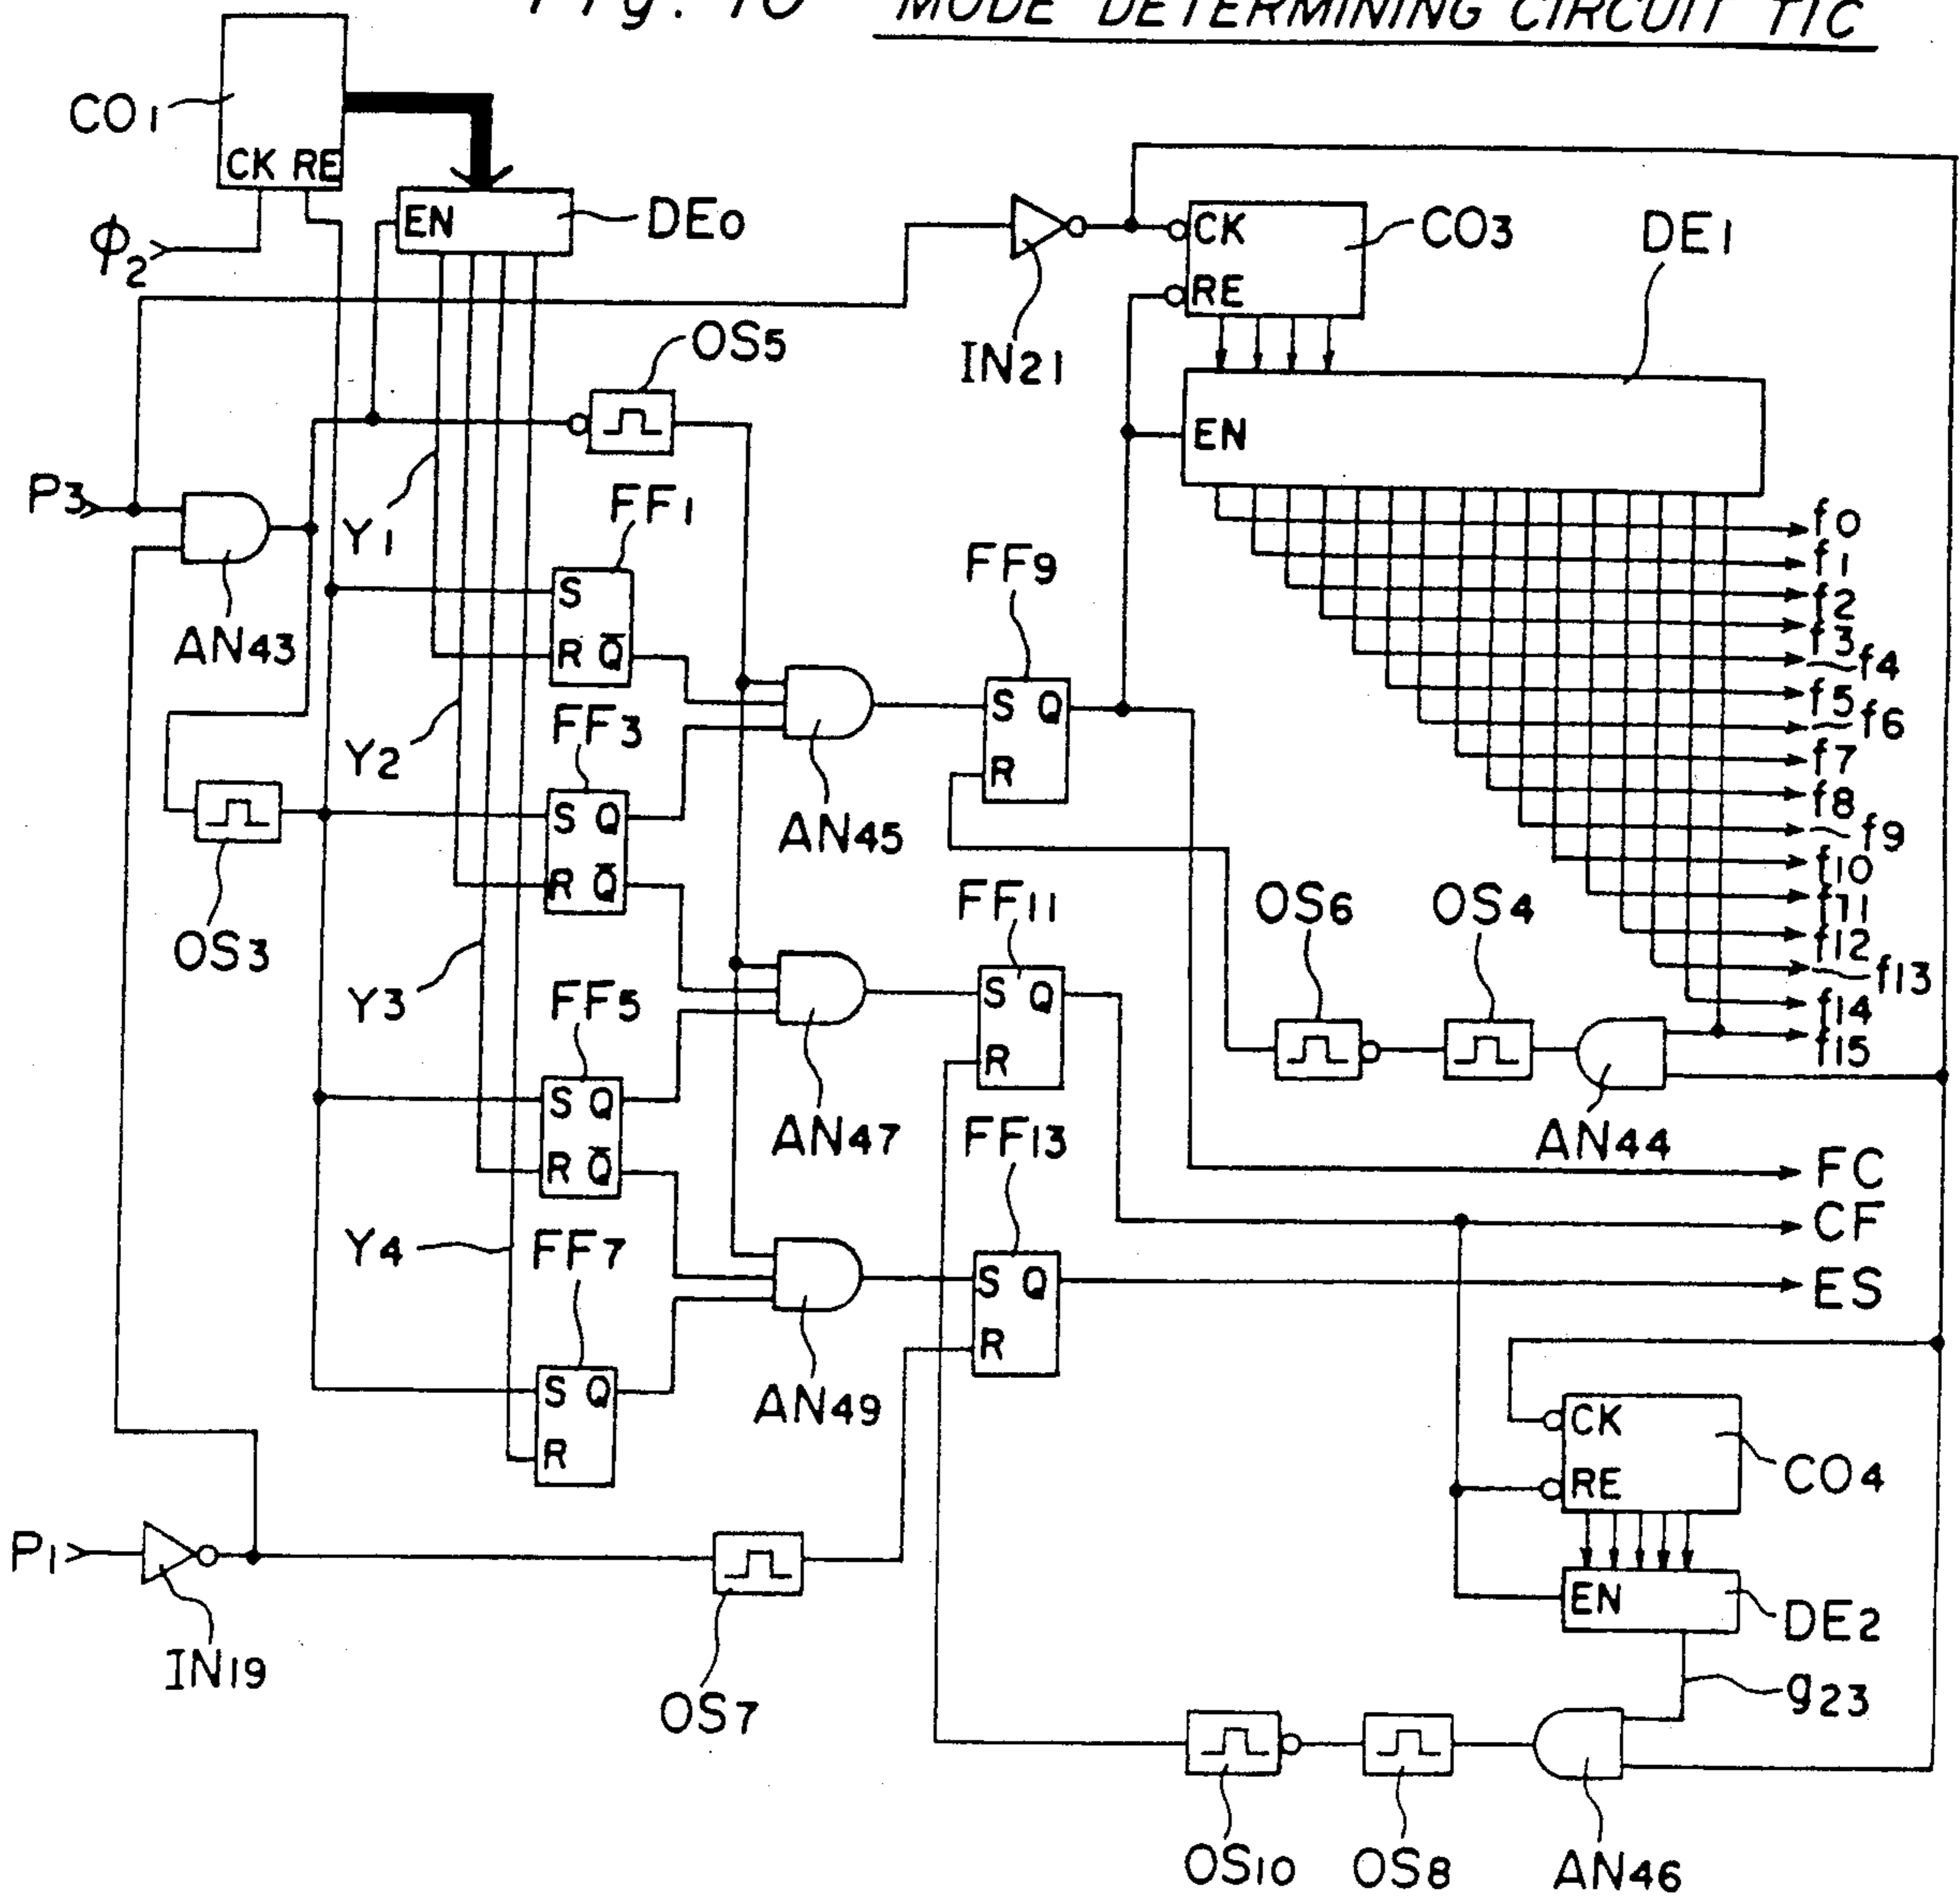 Fig. 10 MODE DETERMINING CIRCUIT TIC
CO1
CK RE
ϕ2
EN
DE0
CK
RE
CO3
DE1
IN21
OS5
EN
P3
AN43
Y1
FF1
S
R Q̅
FF9
S Q
R
f0
f1
f2
f3
f4
f5
f6
f7
f8
f9
f10
f11
f12
f13
f14
f15
Y2
FF3
S Q
R Q̅
AN45
OS3
FF11
S Q
R
OS6
OS4
AN44
Y3
FF5
S Q
R Q̅
AN47
FF13
S Q
R
FC
CF
ES
Y4
FF7
S Q
R
AN49
CK
RE
CO4
EN
DE2
P1
IN19
OS7
g23
OS10
OS8
AN46